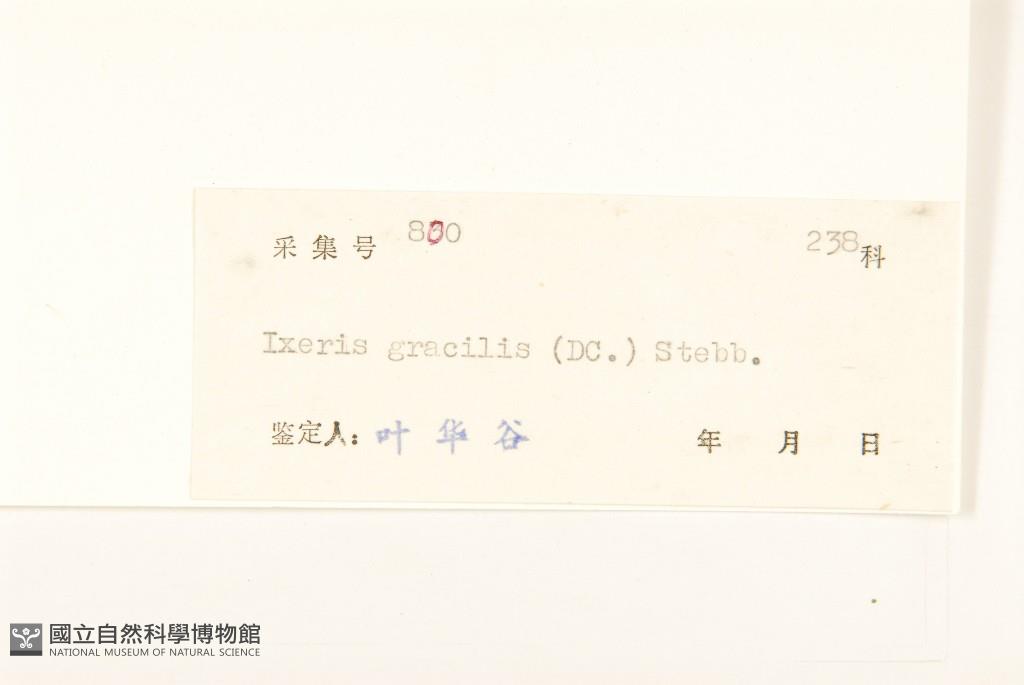 采集号 800 238科
Ixeris gracilis (DC.) Stebb.
鉴定人: 叶华谷 年 月 日
國立自然科學博物館
NATIONAL MUSEUM OF NATURAL SCIENCE